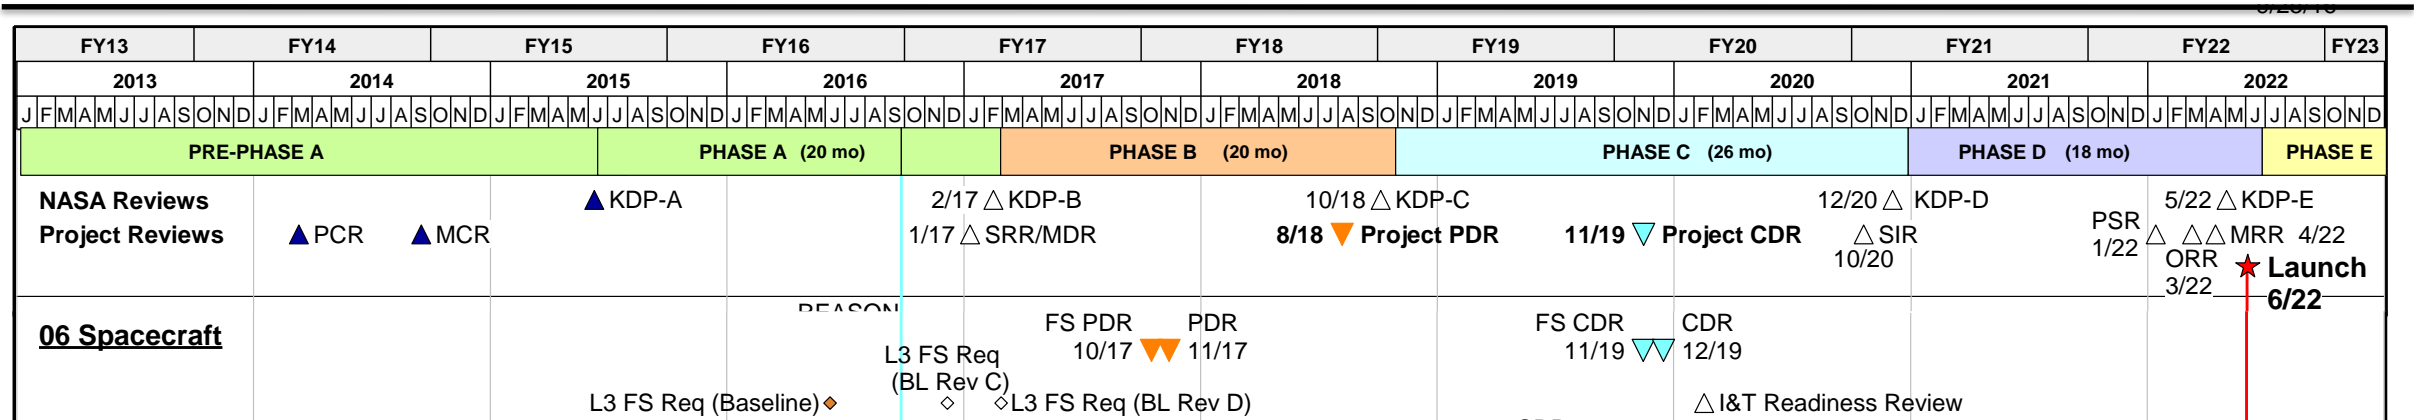 FY13 FY14 FY15 FY16 FY17 FY18 FY19 FY20 FY21 FY22 FY23
2013 2014 2015 2016 2017 2018 2019 2020 2021 2022
J F M A M J J A S O N D J F M A M J J A S O N D J F M A M J J A S O N D J F M A M J J A S O N D J F M A M J J A S O N D J F M A M J J A S O N D J F M A M J J A S O N D J F M A M J J A S O N D J F M A M J J A S O N D J F M A M J J A S O N D
PRE-PHASE A PHASE A (20 mo) PHASE B (20 mo) PHASE C (26 mo) PHASE D (18 mo) PHASE E
NASA Reviews KDP-A 2/17 KDP-B 10/18 KDP-C 12/20 KDP-D 5/22 KDP-E
Project Reviews PCR MCR 1/17 SRR/MDR 8/18 Project PDR 11/19 Project CDR SIR
10/20
PSR
1/22
MRR 4/22
ORR
3/22
Launch
6/22
REASON
06 Spacecraft
FS PDR PDR
10/17 11/17
FS CDR CDR
11/19 12/19
L3 FS Req
(BL Rev C)
L3 FS Req (Baseline) L3 FS Req (BL Rev D) I&T Readiness Review